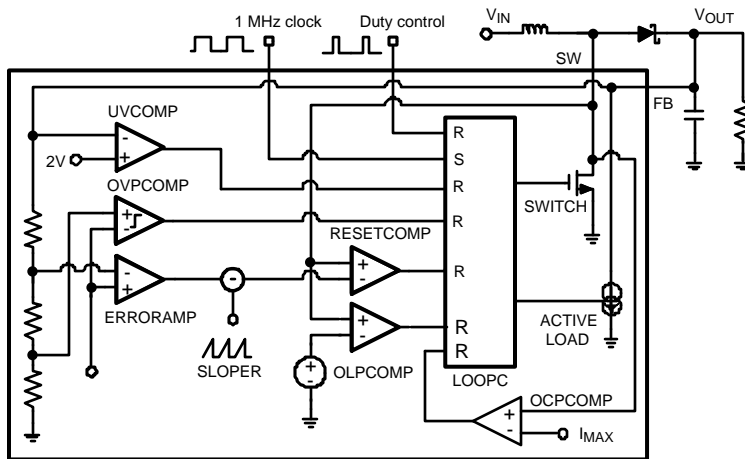 1 MHz clock
Duty control
VIN
VOUT
SW
FB
UVCOMP
-
+
2V
OVPCOMP
+
-
ERRORAMP
-
+
-
SLOPER
RESETCOMP
+
-
+
-
OLPCOMP
+
-
R
S
R
R
R
R
R
LOOPC
SWITCH
ACTIVE
LOAD
OCPCOMP
+
-
IMAX